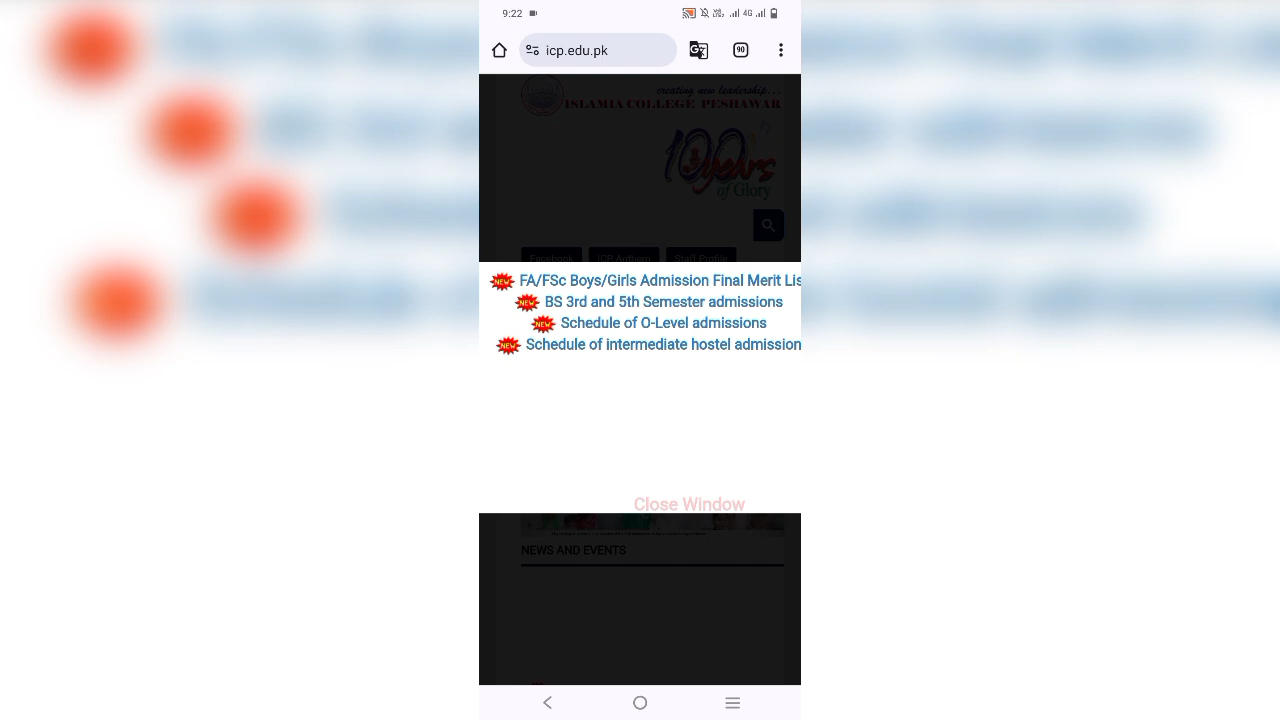 9:22
4G
icp.edu.pk
90
creating new leadership...
ISLAMIA COLLEGE PESHAWAR
100 years
of Glory
Facebook ICP Anthem Staff Profile
NEW FA/FSc Boys/Girls Admission Final Merit Lis
NEW BS 3rd and 5th Semester admissions
NEW Schedule of O-Level admissions
NEW Schedule of intermediate hostel admission
Close Window
NEWS AND EVENTS